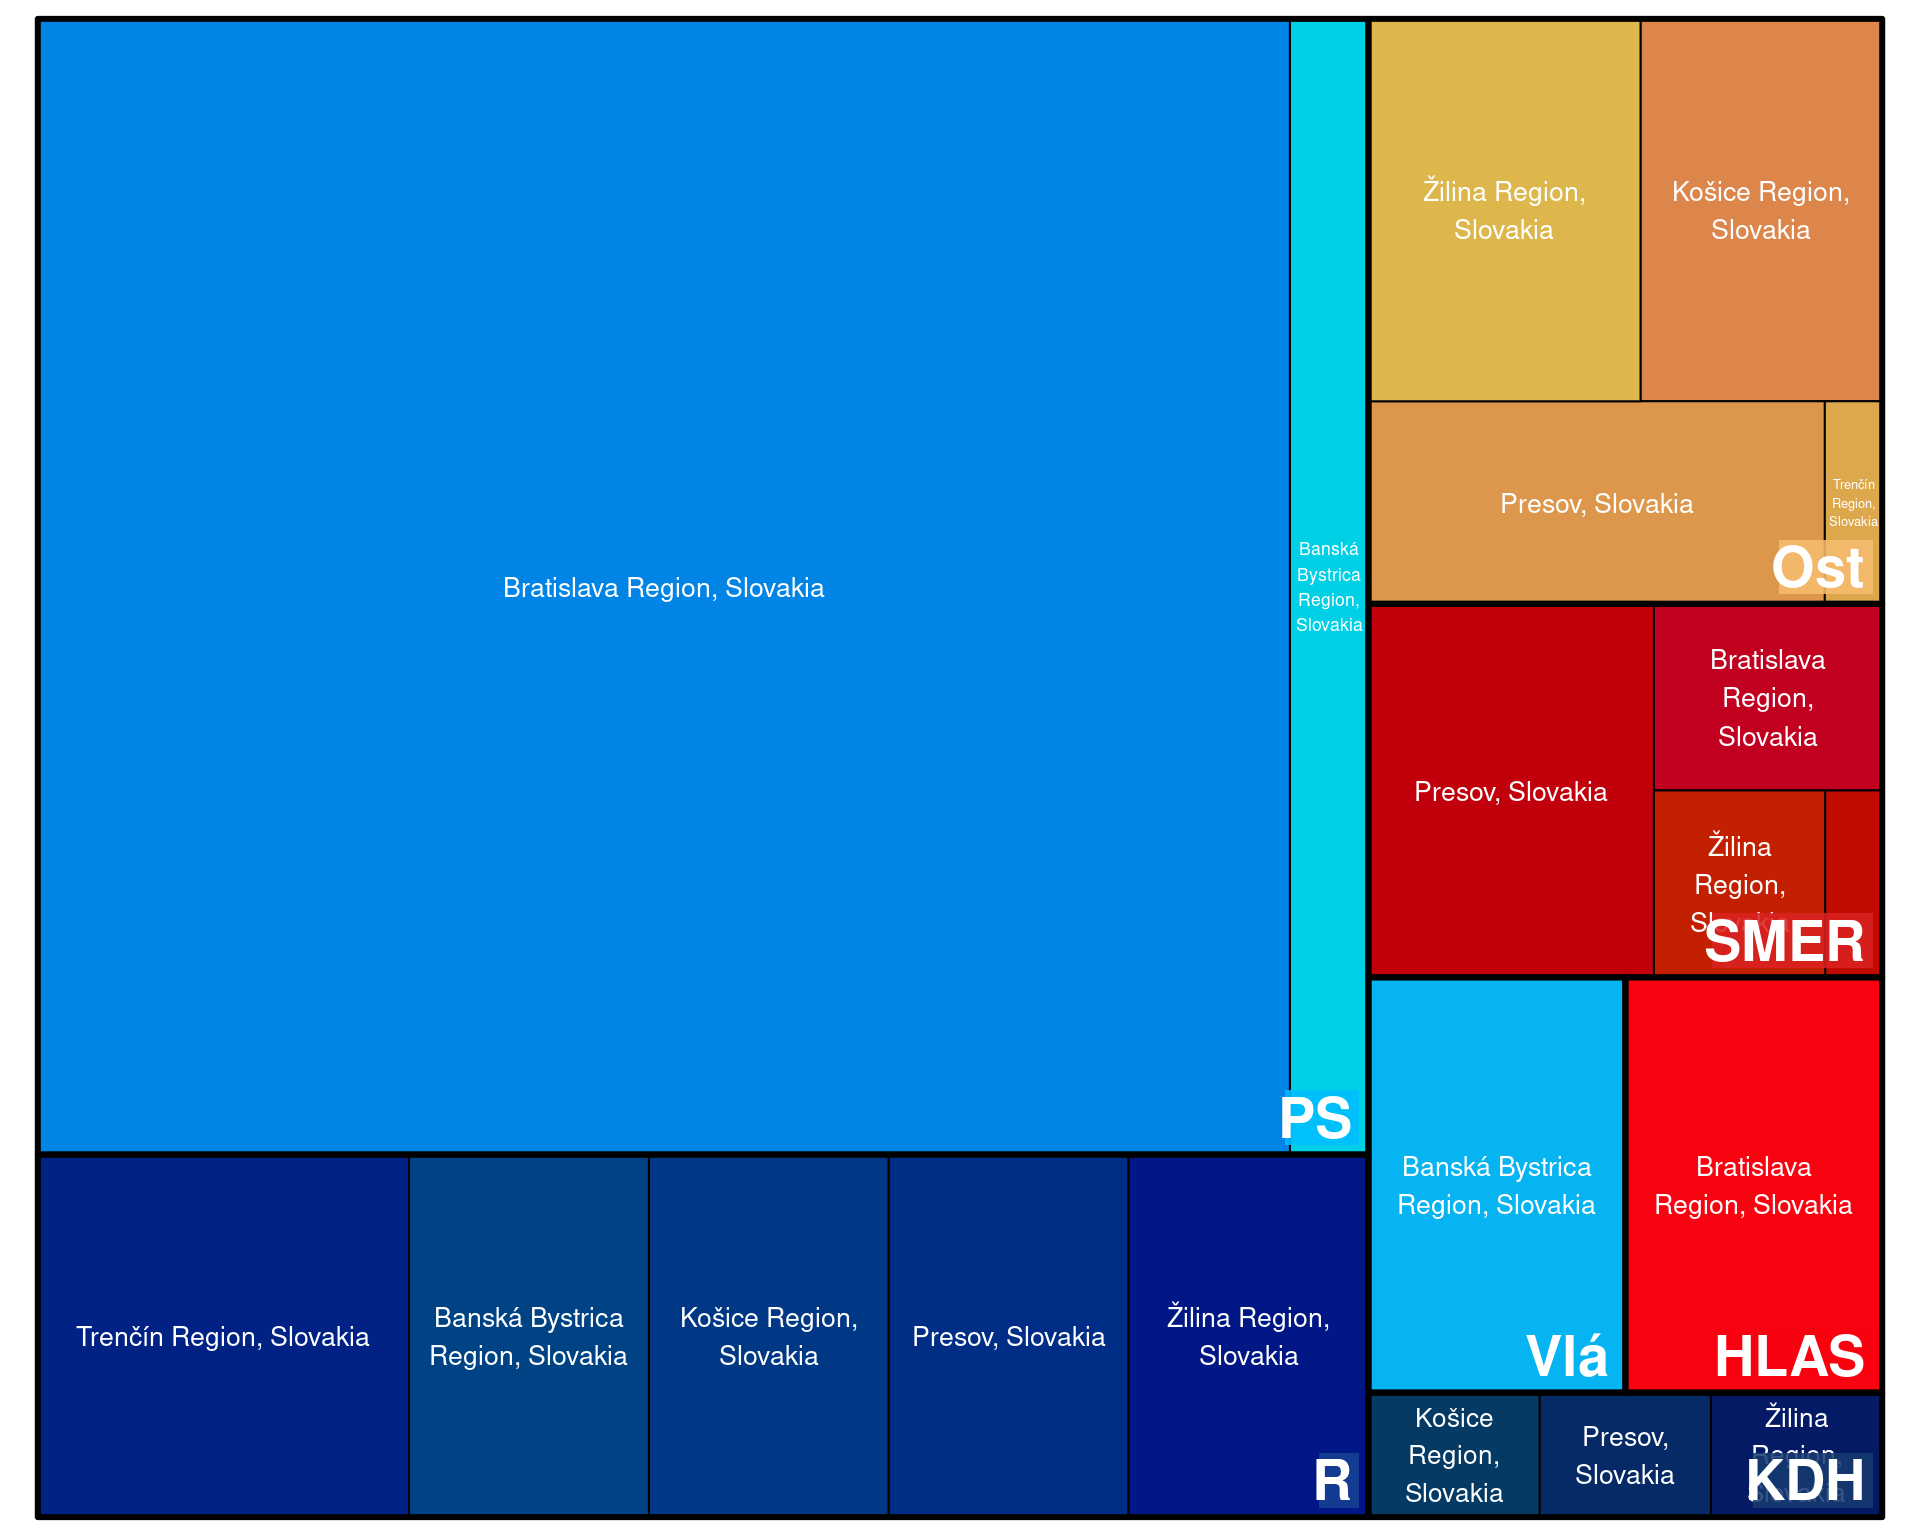 Bratislava Region, Slovakia
Banská
Bystrica
Region,
Slovakia
PS
Trenčín Region, Slovakia
Banská Bystrica
Region, Slovakia
Košice Region,
Slovakia
Presov, Slovakia
Žilina Region,
Slovakia
R
Žilina Region,
Slovakia
Košice Region,
Slovakia
Presov, Slovakia
Trenčín
Region,
Slovakia
Ost
Presov, Slovakia
Bratislava
Region,
Slovakia
Žilina
Region,
Slovakia
SMER
Banská Bystrica
Region, Slovakia
Vlá
Bratislava
Region, Slovakia
HLAS
Košice
Region,
Slovakia
Presov,
Slovakia
Žilina
Region,
Slovakia
KDH